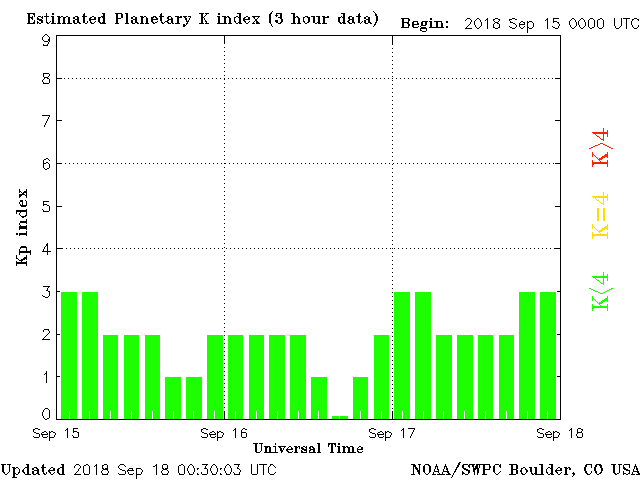 Estimated Planetary K index (3 hour data)
Begin: 2018 Sep 15 0000 UTC
9
8
7
6
5
4
3
2
1
0
Kp index
Sep 15
Sep 16
Sep 17
Sep 18
Universal Time
K>4
K=4
K<4
Updated 2018 Sep 18 00:30:03 UTC
NOAA/SWPC Boulder, CO USA